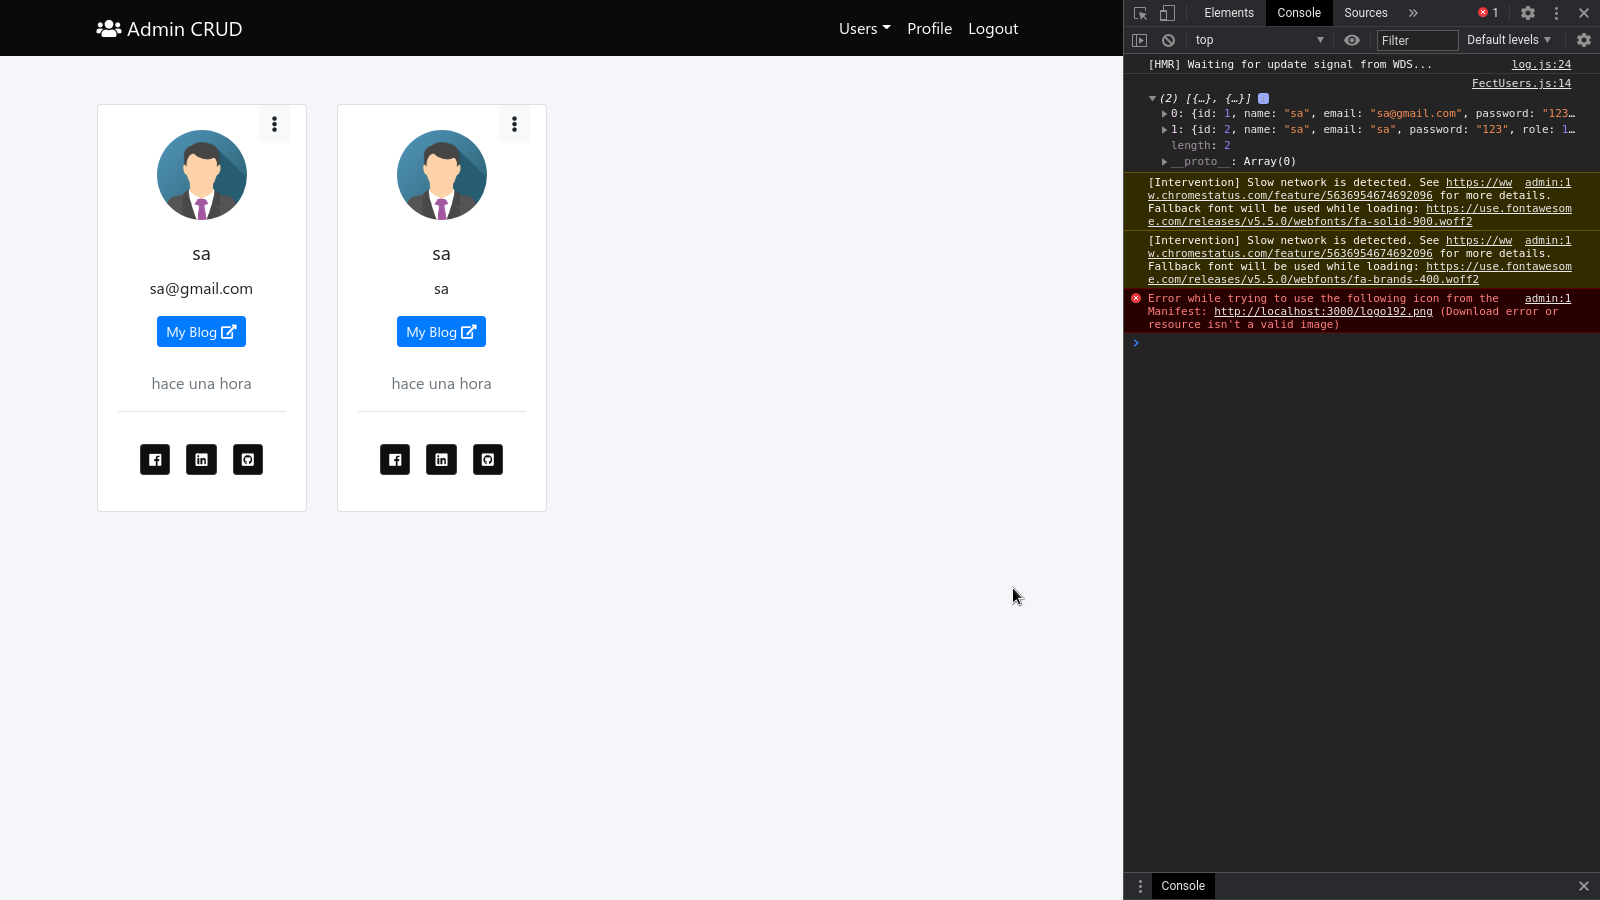 Admin CRUD
Users
Profile
Logout
sa
sa@gmail.com
My Blog
hace una hora
sa
sa
My Blog
hace una hora
Elements
Console
Sources
1
top
Filter
Default levels
[HMR] Waiting for update signal from WDS... log.js:24
FectUsers.js:14
(2) [{…}, {…}]
0: {id: 1, name: "sa", email: "sa@gmail.com", password: "123…
1: {id: 2, name: "sa", email: "sa", password: "123", role: 1…
length: 2
__proto__: Array(0)
[Intervention] Slow network is detected. See https://ww admin:1
w.chromestatus.com/feature/5636954674692096 for more details.
Fallback font will be used while loading: https://use.fontawesom
e.com/releases/v5.5.0/webfonts/fa-solid-900.woff2
[Intervention] Slow network is detected. See https://ww admin:1
w.chromestatus.com/feature/5636954674692096 for more details.
Fallback font will be used while loading: https://use.fontawesom
e.com/releases/v5.5.0/webfonts/fa-brands-400.woff2
Error while trying to use the following icon from the admin:1
Manifest: http://localhost:3000/logo192.png (Download error or
resource isn't a valid image)
Console